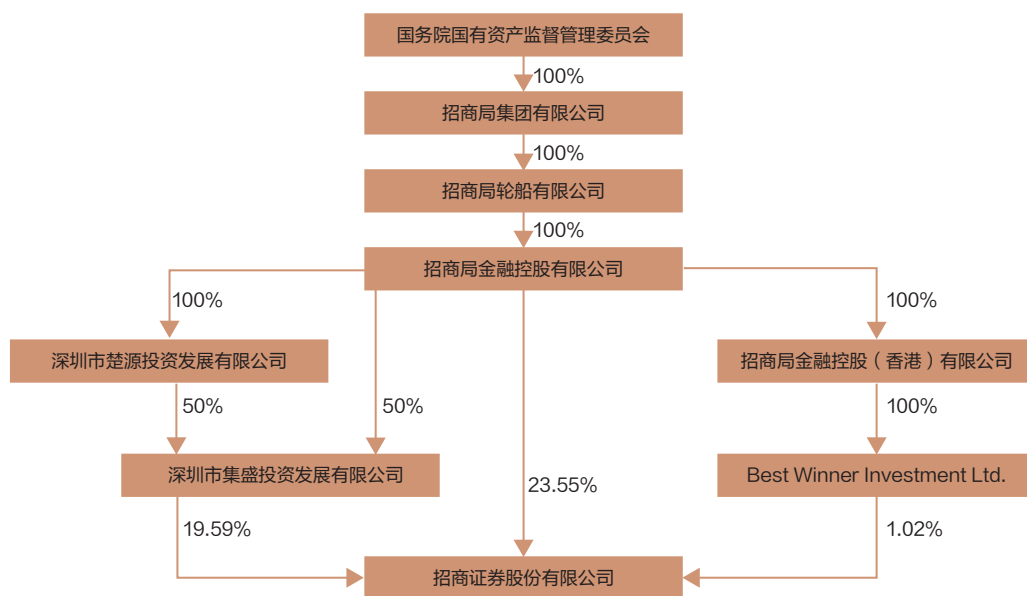 国务院国有资产监督管理委员会
100%
招商局集团有限公司
100%
招商局轮船有限公司
100%
招商局金融控股有限公司
100%
100%
深圳市楚源投资发展有限公司
招商局金融控股（香港）有限公司
50%
50%
100%
深圳市集盛投资发展有限公司
23.55%
Best Winner Investment Ltd.
19.59%
1.02%
招商证券股份有限公司